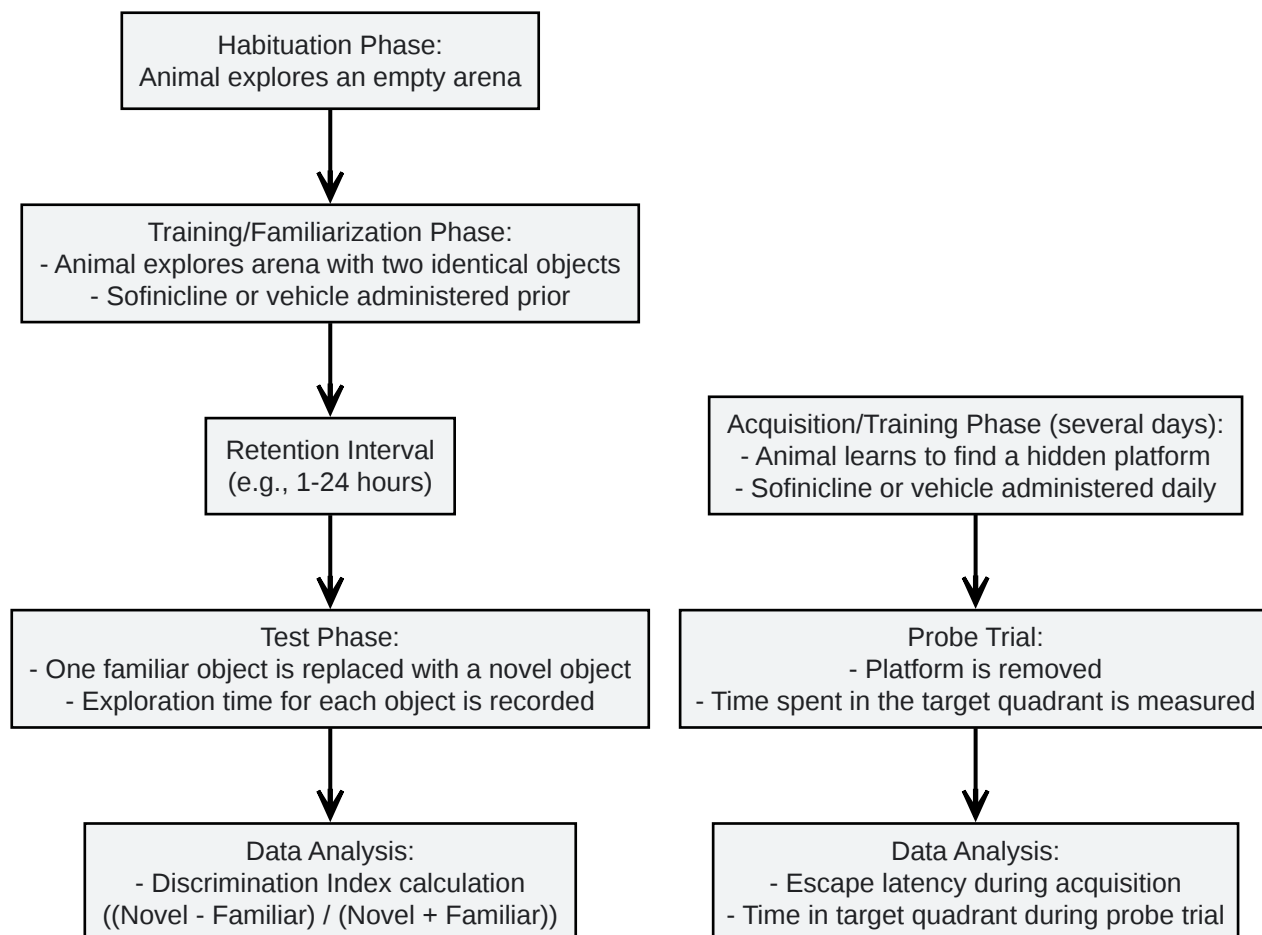 Habituation Phase:
Animal explores an empty arena
Training/Familiarization Phase:
- Animal explores arena with two identical objects
- Sofinicline or vehicle administered prior
Retention Interval
(e.g., 1-24 hours)
Test Phase:
- One familiar object is replaced with a novel object
- Exploration time for each object is recorded
Data Analysis:
- Discrimination Index calculation
((Novel - Familiar) / (Novel + Familiar))
Acquisition/Training Phase (several days):
- Animal learns to find a hidden platform
- Sofinicline or vehicle administered daily
Probe Trial:
- Platform is removed
- Time spent in the target quadrant is measured
Data Analysis:
- Escape latency during acquisition
- Time in target quadrant during probe trial